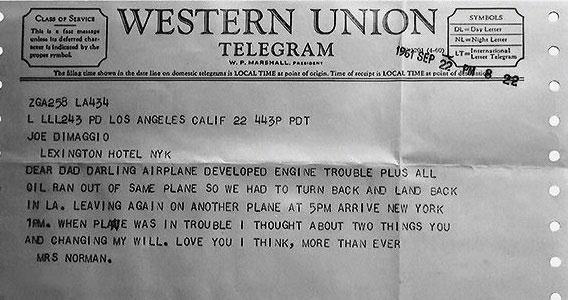 CLASS OF SERVICE
This is a fast message
unless its deferred char-
acter is indicated by the
proper symbol.
WESTERN UNION
TELEGRAM
W. P. MARSHALL, PRESIDENT
(4-60)
SYMBOLS
DL=Day Letter
NL=Night Letter
LT=International
Letter Telegram
1961 SEP 22 PM 8 22
The filing time shown in the date line on domestic telegrams is LOCAL TIME at point of origin. Time of receipt is LOCAL TIME at point of destination
ZGA258 LA434
L LLL243 PD LOS ANGELES CALIF 22 443P PDT
JOE DIMAGGIO
LEXINGTON HOTEL NYK
DEAR DAD DARLING AIRPLANE DEVELOPED ENGINE TROUBLE PLUS ALL
OIL RAN OUT OF SAME PLANE SO WE HAD TO TURN BACK AND LAND BACK
IN LA. LEAVING AGAIN ON ANOTHER PLANE AT 5PM ARRIVE NEW YORK
1PM. WHEN PLANE WAS IN TROUBLE I THOUGHT ABOUT TWO THINGS YOU
AND CHANGING MY WILL. LOVE YOU I THINK, MORE THAN EVER
MRS NORMAN.